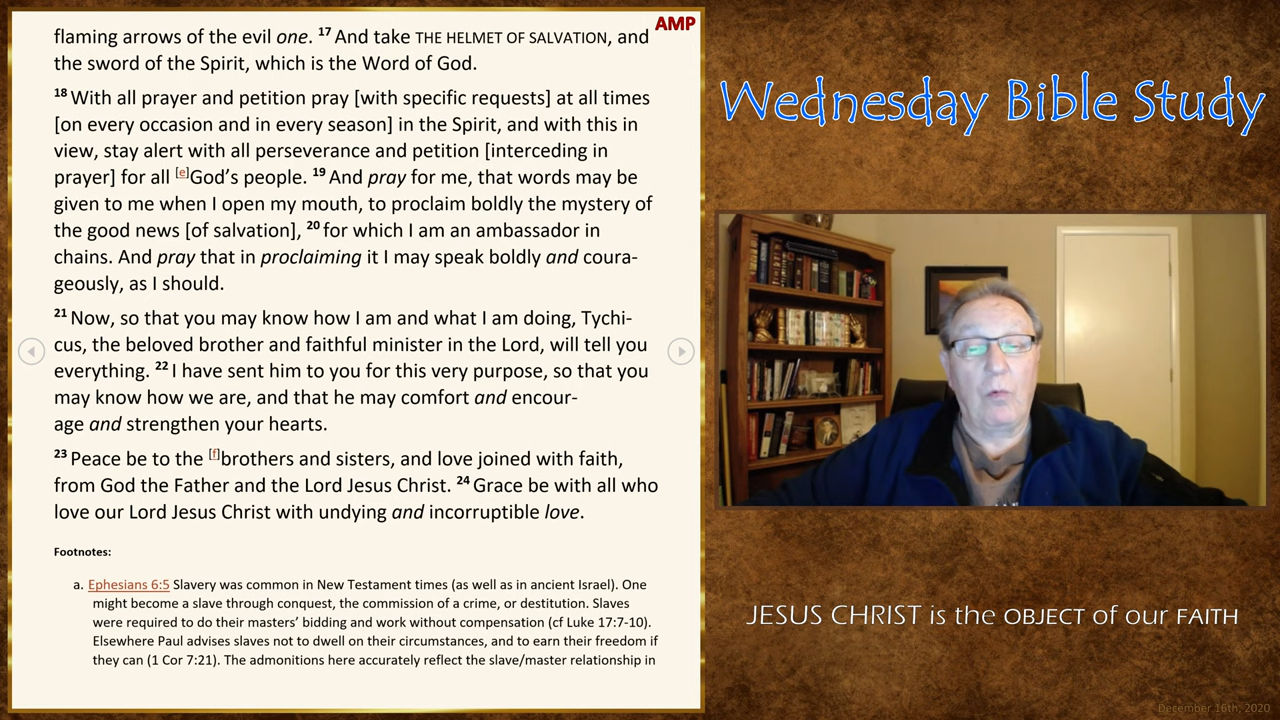 AMP
flaming arrows of the evil one. 17 And take THE HELMET OF SALVATION, and
the sword of the Spirit, which is the Word of God.
18 With all prayer and petition pray [with specific requests] at all times
[on every occasion and in every season] in the Spirit, and with this in
view, stay alert with all perseverance and petition [interceding in
prayer] for all [e]God's people. 19 And pray for me, that words may be
given to me when I open my mouth, to proclaim boldly the mystery of
the good news [of salvation], 20 for which I am an ambassador in
chains. And pray that in proclaiming it I may speak boldly and coura-
geously, as I should.
21 Now, so that you may know how I am and what I am doing, Tychi-
cus, the beloved brother and faithful minister in the Lord, will tell you
everything. 22 I have sent him to you for this very purpose, so that you
may know how we are, and that he may comfort and encour-
age and strengthen your hearts.
23 Peace be to the [f]brothers and sisters, and love joined with faith,
from God the Father and the Lord Jesus Christ. 24 Grace be with all who
love our Lord Jesus Christ with undying and incorruptible love.
Footnotes:
a. Ephesians 6:5 Slavery was common in New Testament times (as well as in ancient Israel). One
might become a slave through conquest, the commission of a crime, or destitution. Slaves
were required to do their masters' bidding and work without compensation (cf Luke 17:7-10).
Elsewhere Paul advises slaves not to dwell on their circumstances, and to earn their freedom if
they can (1 Cor 7:21). The admonitions here accurately reflect the slave/master relationship in
Wednesday Bible Study
JESUS CHRIST is the OBJECT of our FAITH
December 16th, 2020